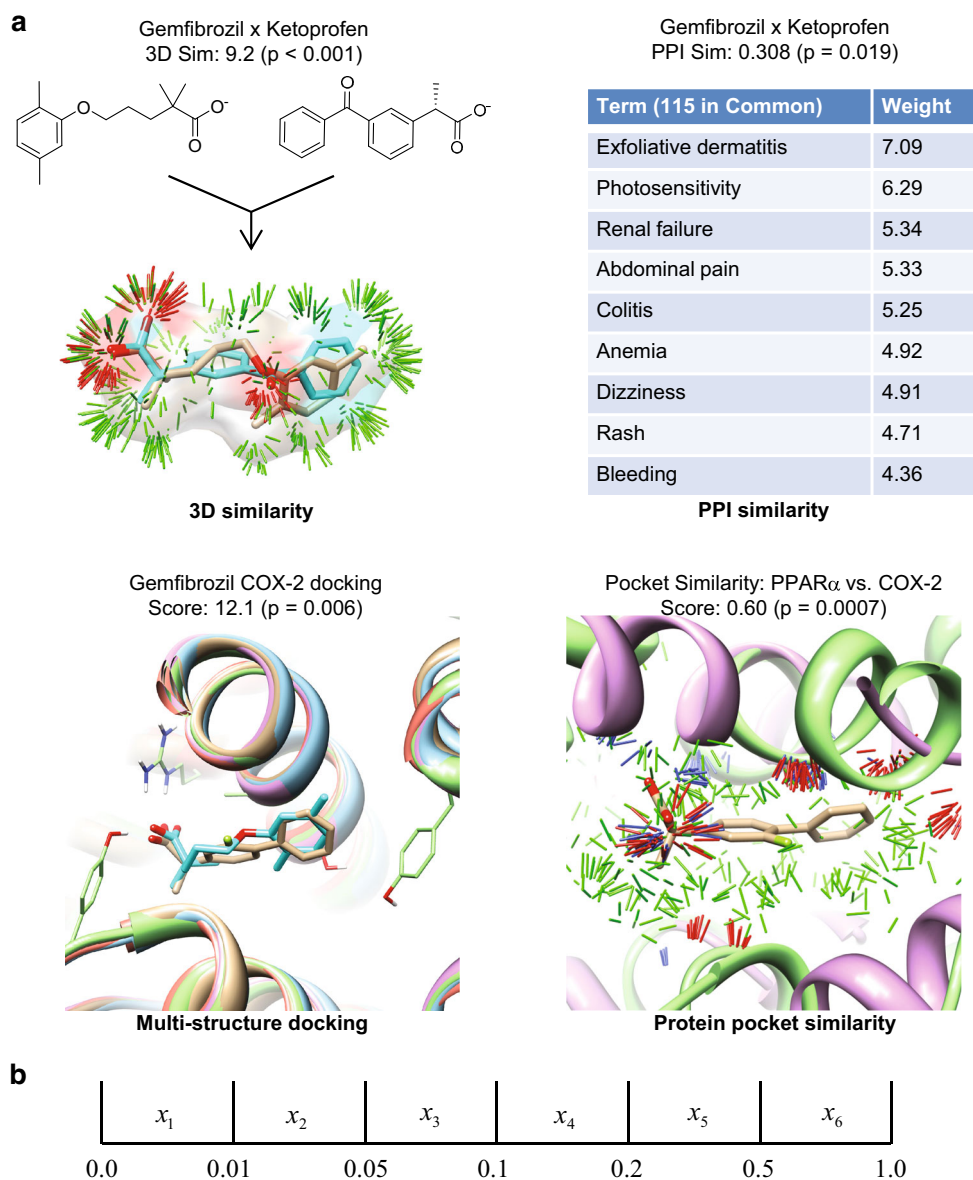 a
Gemfibrozil x Ketoprofen
3D Sim: 9.2 (p < 0.001)
O
O⁻
O
O
O⁻
O
3D similarity
Gemfibrozil x Ketoprofen
PPI Sim: 0.308 (p = 0.019)
Term (115 in Common) Weight
Exfoliative dermatitis 7.09
Photosensitivity 6.29
Renal failure 5.34
Abdominal pain 5.33
Colitis 5.25
Anemia 4.92
Dizziness 4.91
Rash 4.71
Bleeding 4.36
PPI similarity
Gemfibrozil COX-2 docking
Score: 12.1 (p = 0.006)
Multi-structure docking
Pocket Similarity: PPARα vs. COX-2
Score: 0.60 (p = 0.0007)
Protein pocket similarity
b
x₁ x₂ x₃ x₄ x₅ x₆
0.0 0.01 0.05 0.1 0.2 0.5 1.0